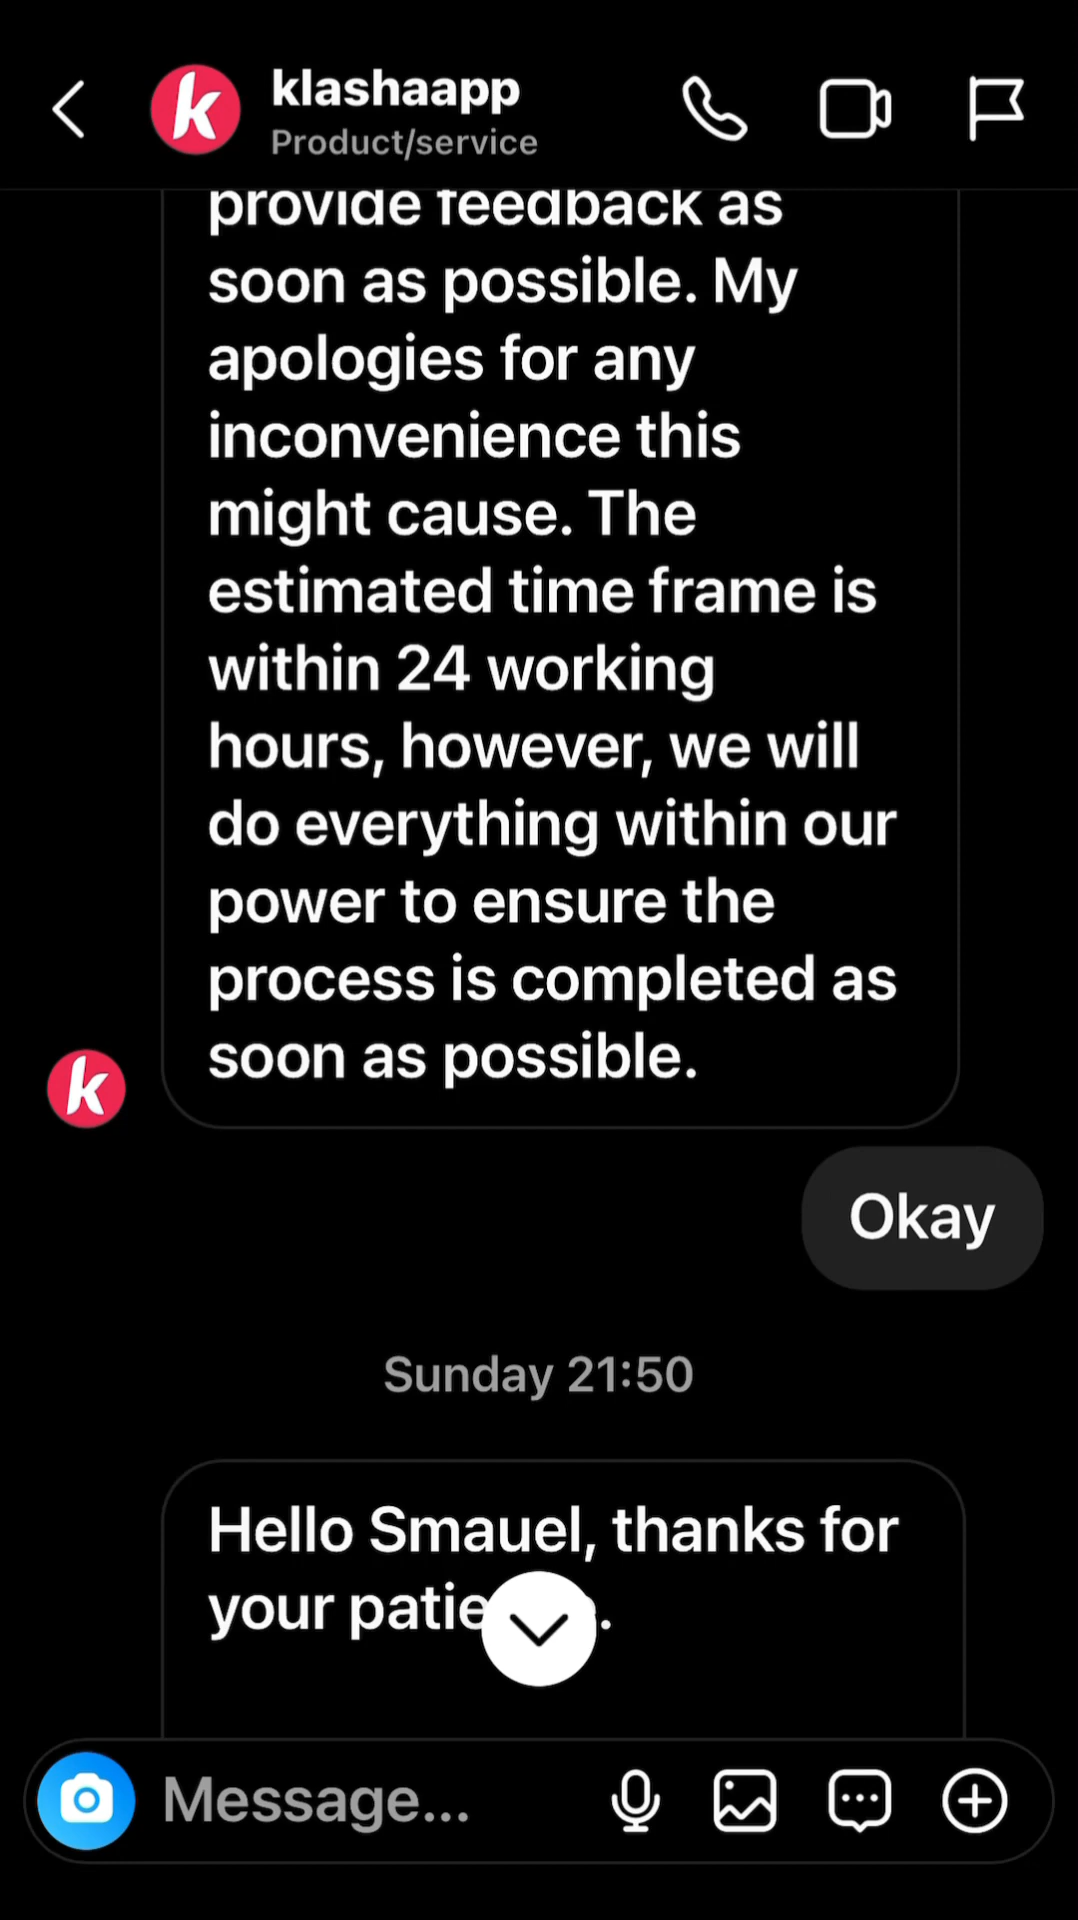 klashaapp
Product/service
provide feedback as
soon as possible. My
apologies for any
inconvenience this
might cause. The
estimated time frame is
within 24 working
hours, however, we will
do everything within our
power to ensure the
process is completed as
soon as possible.
Okay
Sunday 21:50
Hello Smauel, thanks for
your
Message...